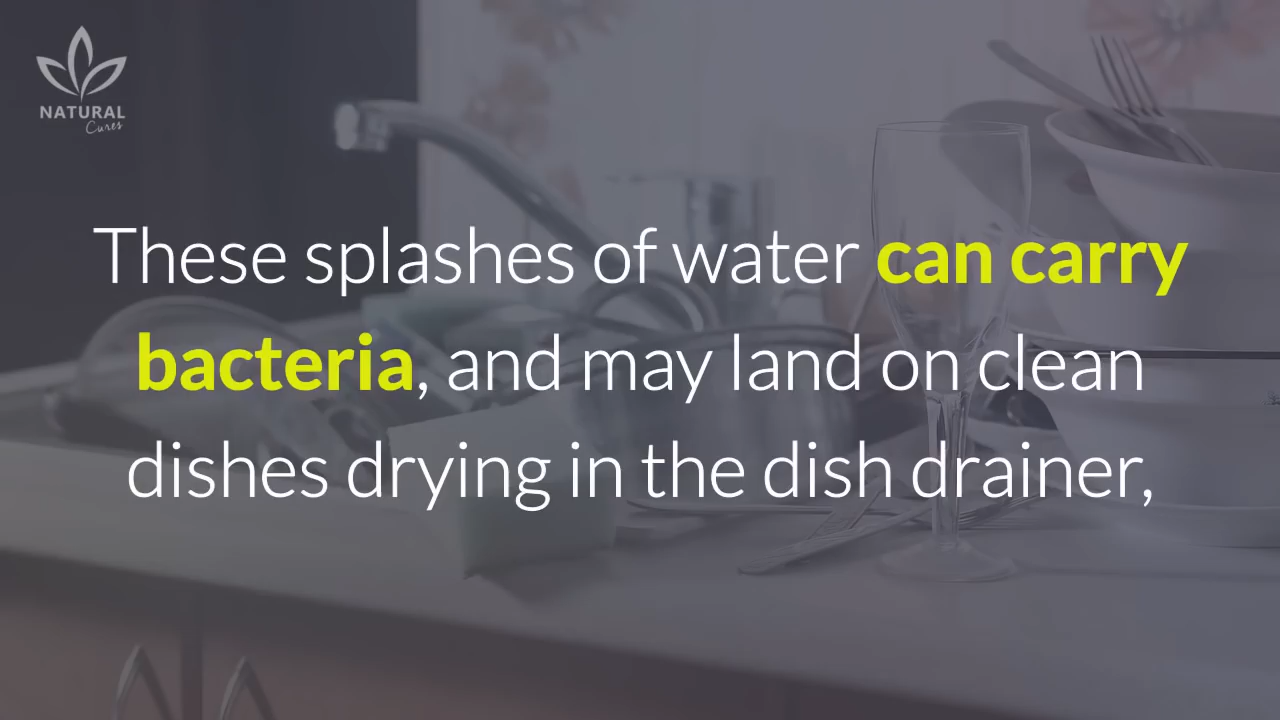 NATURAL
Cures
These splashes of water can carry
bacteria, and may land on clean
dishes drying in the dish drainer,